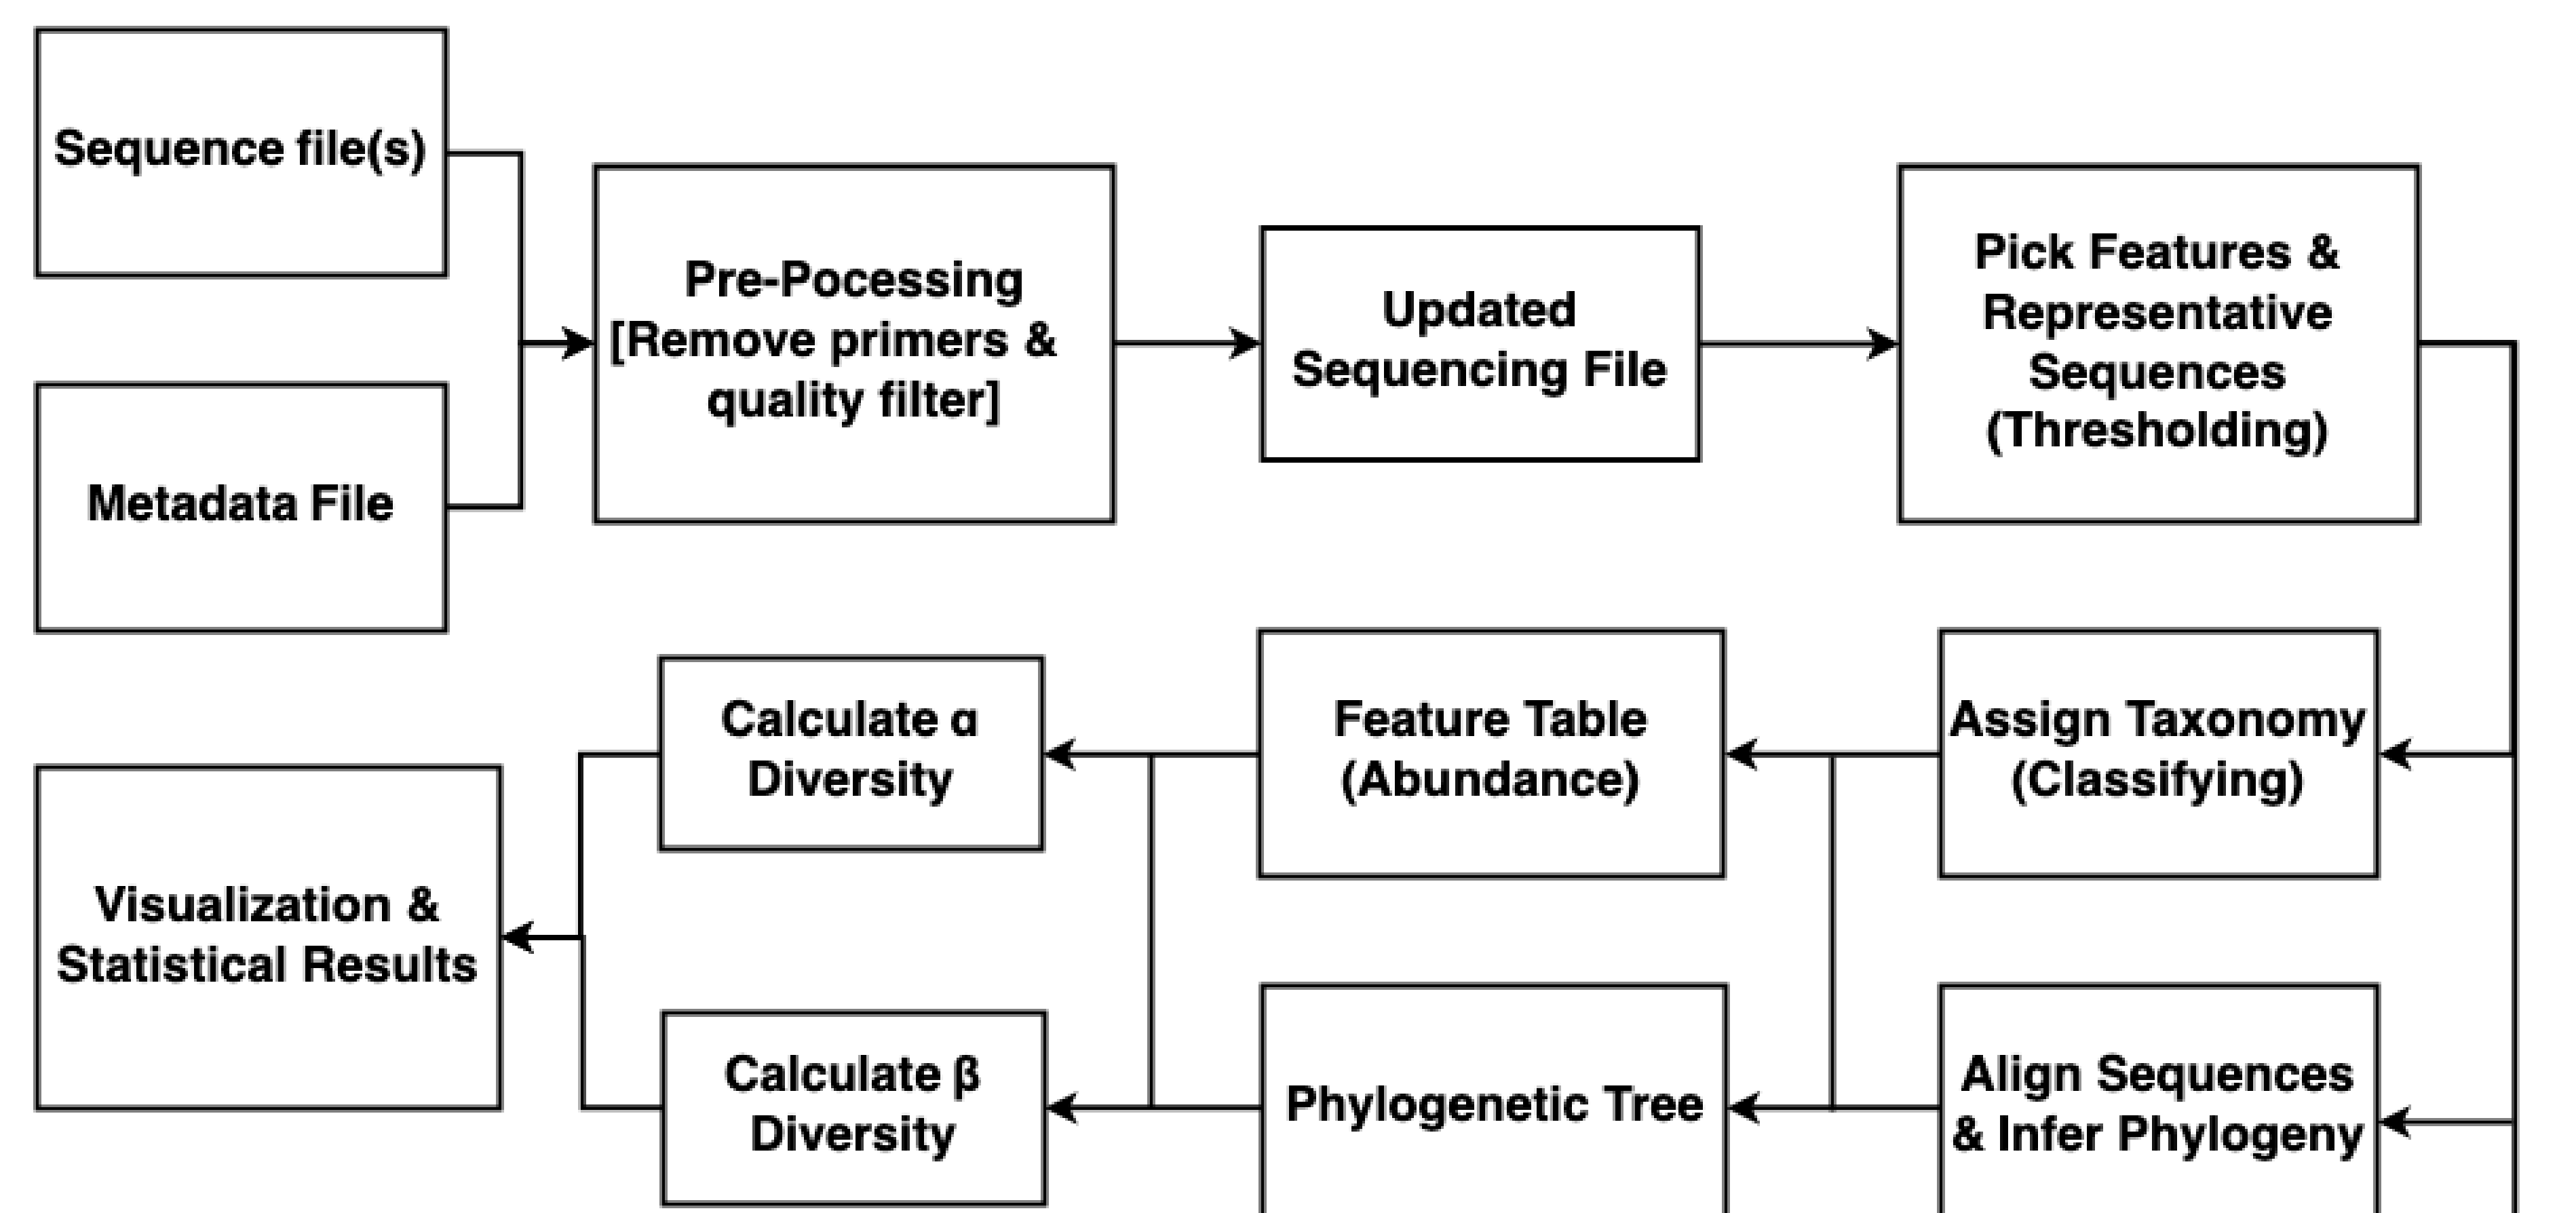 Sequence file(s)
Metadata File
Pre-Pocessing
[Remove primers &
quality filter]
Updated
Sequencing File
Pick Features &
Representative
Sequences
(Thresholding)
Assign Taxonomy
(Classifying)
Align Sequences
& Infer Phylogeny
Feature Table
(Abundance)
Phylogenetic Tree
Calculate α
Diversity
Calculate β
Diversity
Visualization &
Statistical Results